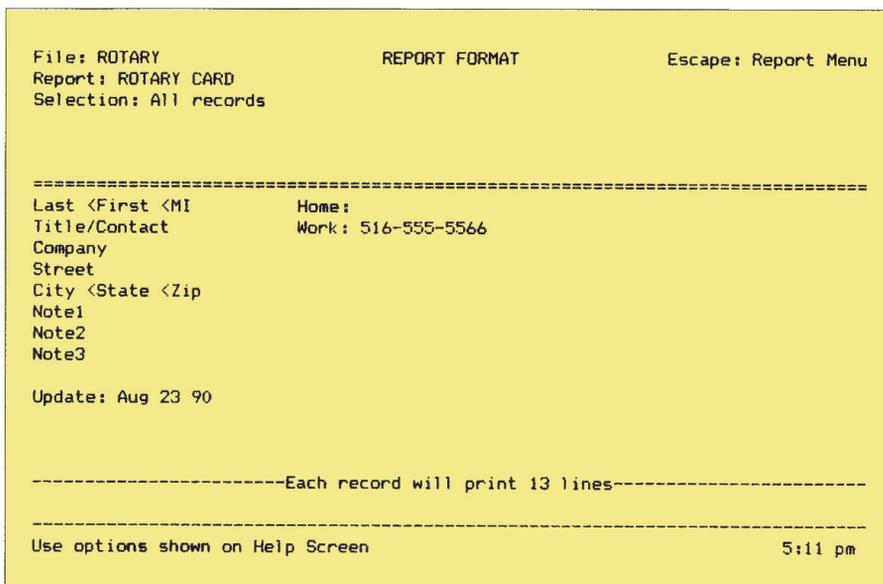 File: ROTARY REPORT FORMAT Escape: Report Menu
Report: ROTARY CARD
Selection: All records
================================================================================
Last <First <MI Home:
Title/Contact Work: 516-555-5566
Company
Street
City <State <Zip
Note1
Note2
Note3
Update: Aug 23 90
------------------------Each record will print 13 lines------------------------
--------------------------------------------------------------------------------
Use options shown on Help Screen 5:11 pm